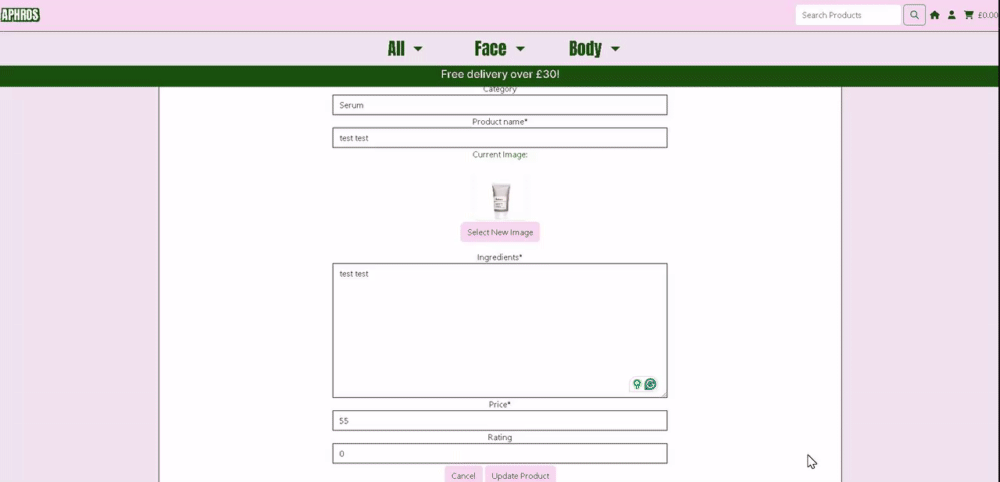 APHROS
Search Products
£0.00
All Face Body
Free delivery over £30!
Category
Serum
Product name*
test test
Current Image:
Select New Image
Ingredients*
test test
Price*
55
Rating
0
Cancel Update Product